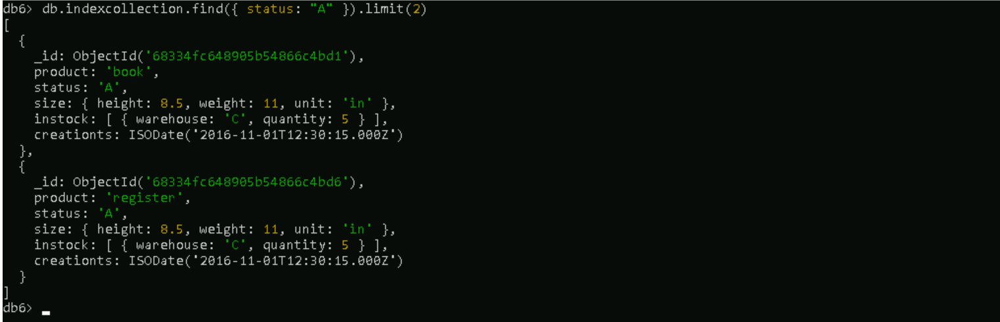 db6> db.indexcollection.find({ status: "A" }).limit(2)
[
  {
    _id: ObjectId('68334fc648905b54866c4bd1'),
    product: 'book',
    status: 'A',
    size: { height: 8.5, weight: 11, unit: 'in' },
    instock: [ { warehouse: 'C', quantity: 5 } ],
    creationts: ISODate('2016-11-01T12:30:15.000Z')
  },
  {
    _id: ObjectId('68334fc648905b54866c4bd6'),
    product: 'register',
    status: 'A',
    size: { height: 8.5, weight: 11, unit: 'in' },
    instock: [ { warehouse: 'C', quantity: 5 } ],
    creationts: ISODate('2016-11-01T12:30:15.000Z')
  }
]
db6> _